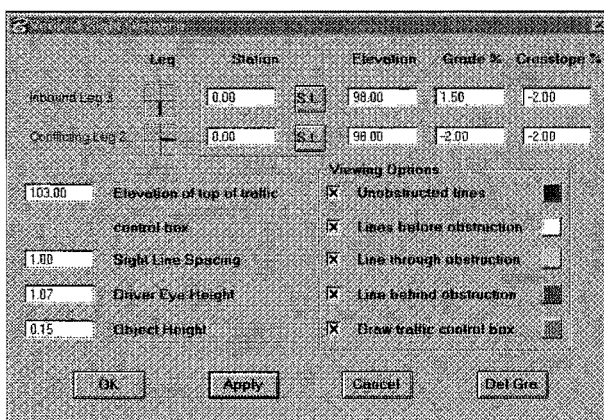 Leg Station Elevation Grade % Crosslope %
Inbound Leg 3 0.00 S.L. 98.00 1.50 -2.00
Conflicting Leg 2 0.00 S.L. 98.00 -2.00 -2.00
Viewing Options
103.00 Elevation of top of traffic
control box
Unobstructed lines
Lines before obstruction
1.00 Sight Line Spacing
Line through obstruction
1.07 Driver Eye Height
Line behind obstruction
0.15 Object Height
Draw traffic control box
OK Apply Cancel Del Gra.